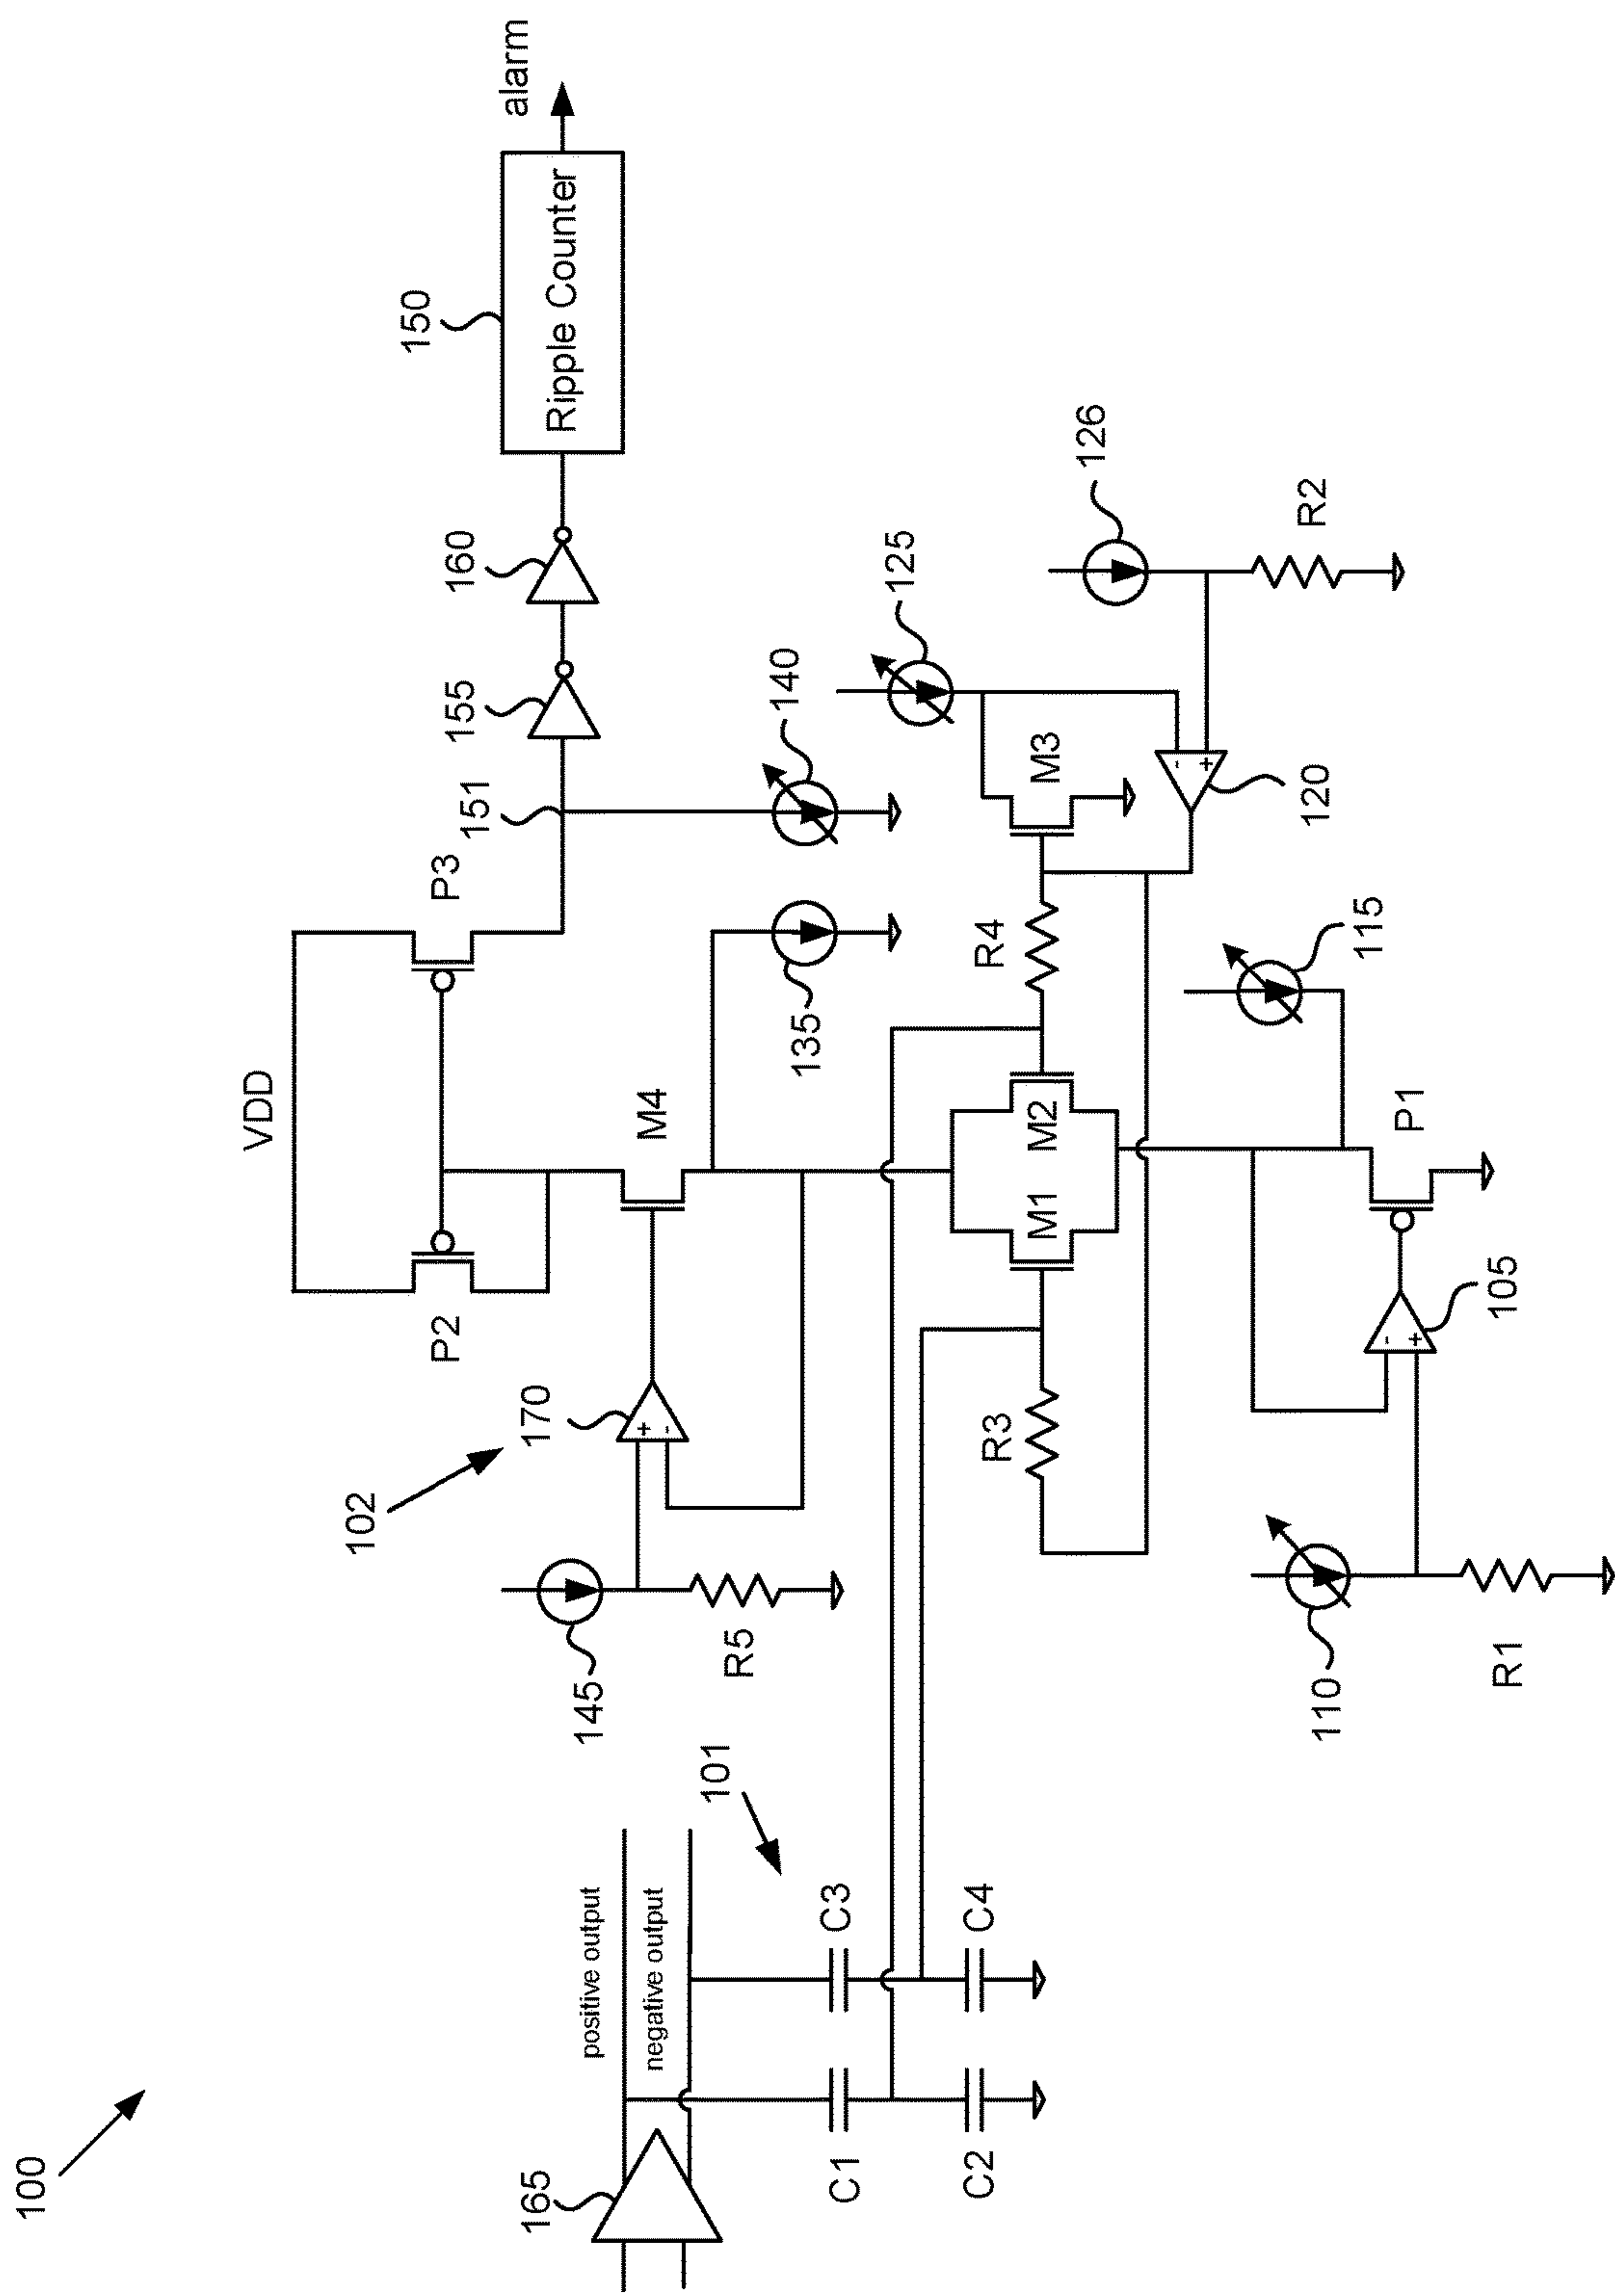 100
165
positive output
negative output
101
C1
C2
C3
C4
102
145
R5
170
VDD
P2
P3
M4
135
140
151
155
160
150
Ripple Counter
alarm
R3
M1
M2
R4
M3
125
126
120
R2
110
R1
105
P1
115
+
-
-
+
-
+